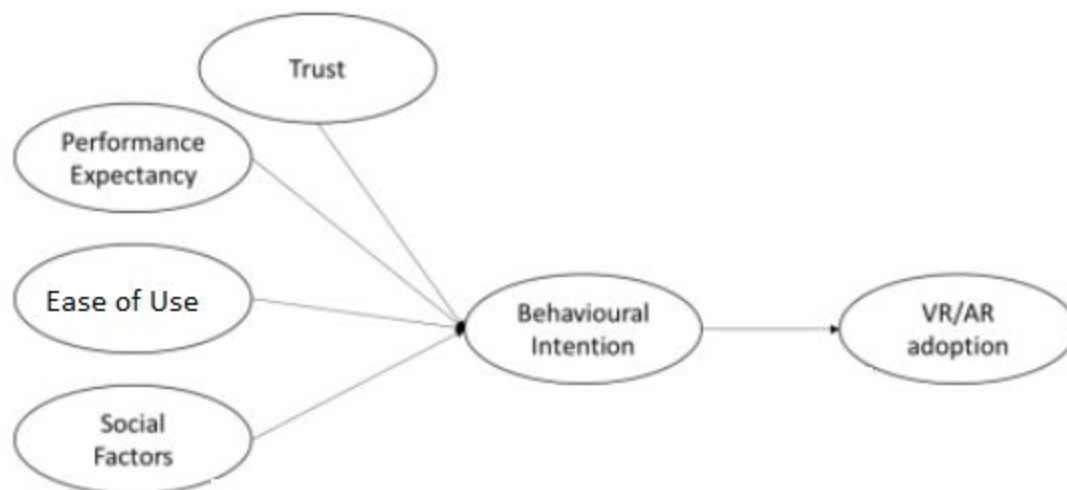 Trust
Performance
Expectancy
Ease of Use
Social
Factors
Behavioural
Intention
VR/AR
adoption